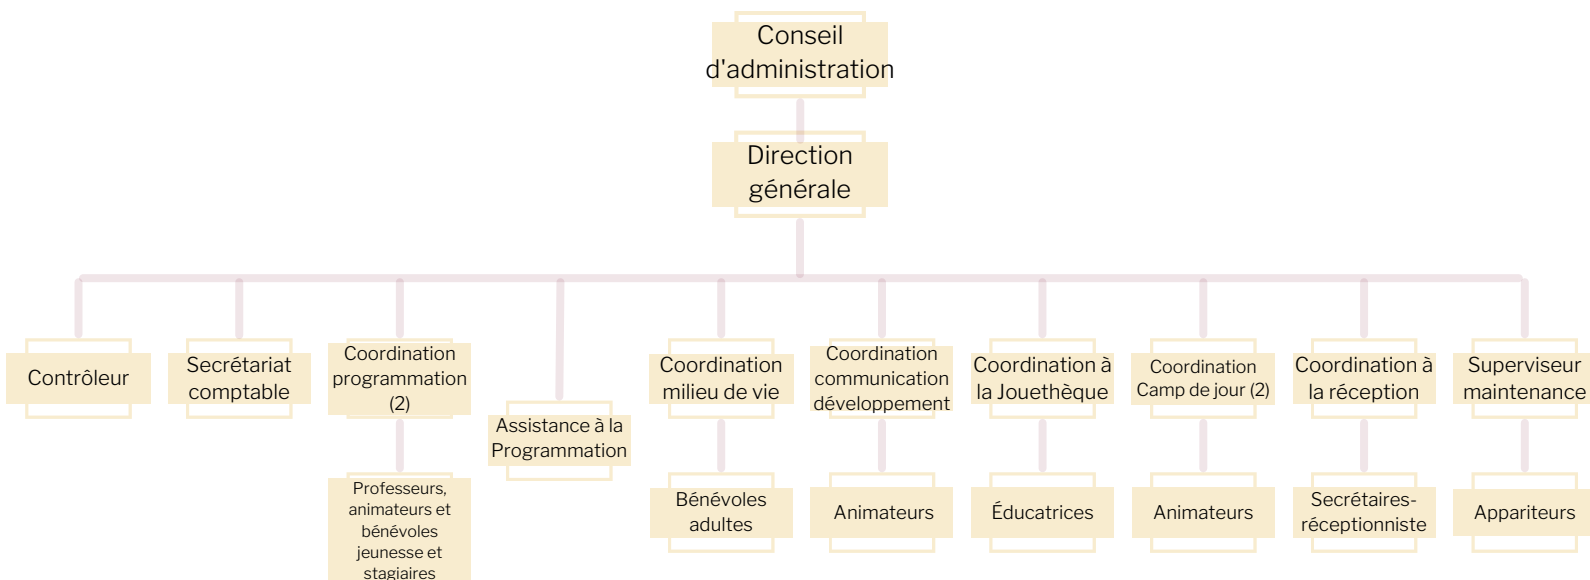 Conseil
d'administration
Direction
générale
Contrôleur
Secrétariat
comptable
Coordination
programmation
(2)
Assistance à la
Programmation
Coordination
milieu de vie
Coordination
communication
développement
Coordination à
la Jouethèque
Coordination
Camp de jour (2)
Coordination à
la réception
Superviseur
maintenance
Professeurs,
animateurs et
bénévoles
jeunesse et
stagiaires
Bénévoles
adultes
Animateurs
Éducatrices
Animateurs
Secrétaires-
réceptionniste
Appariteurs